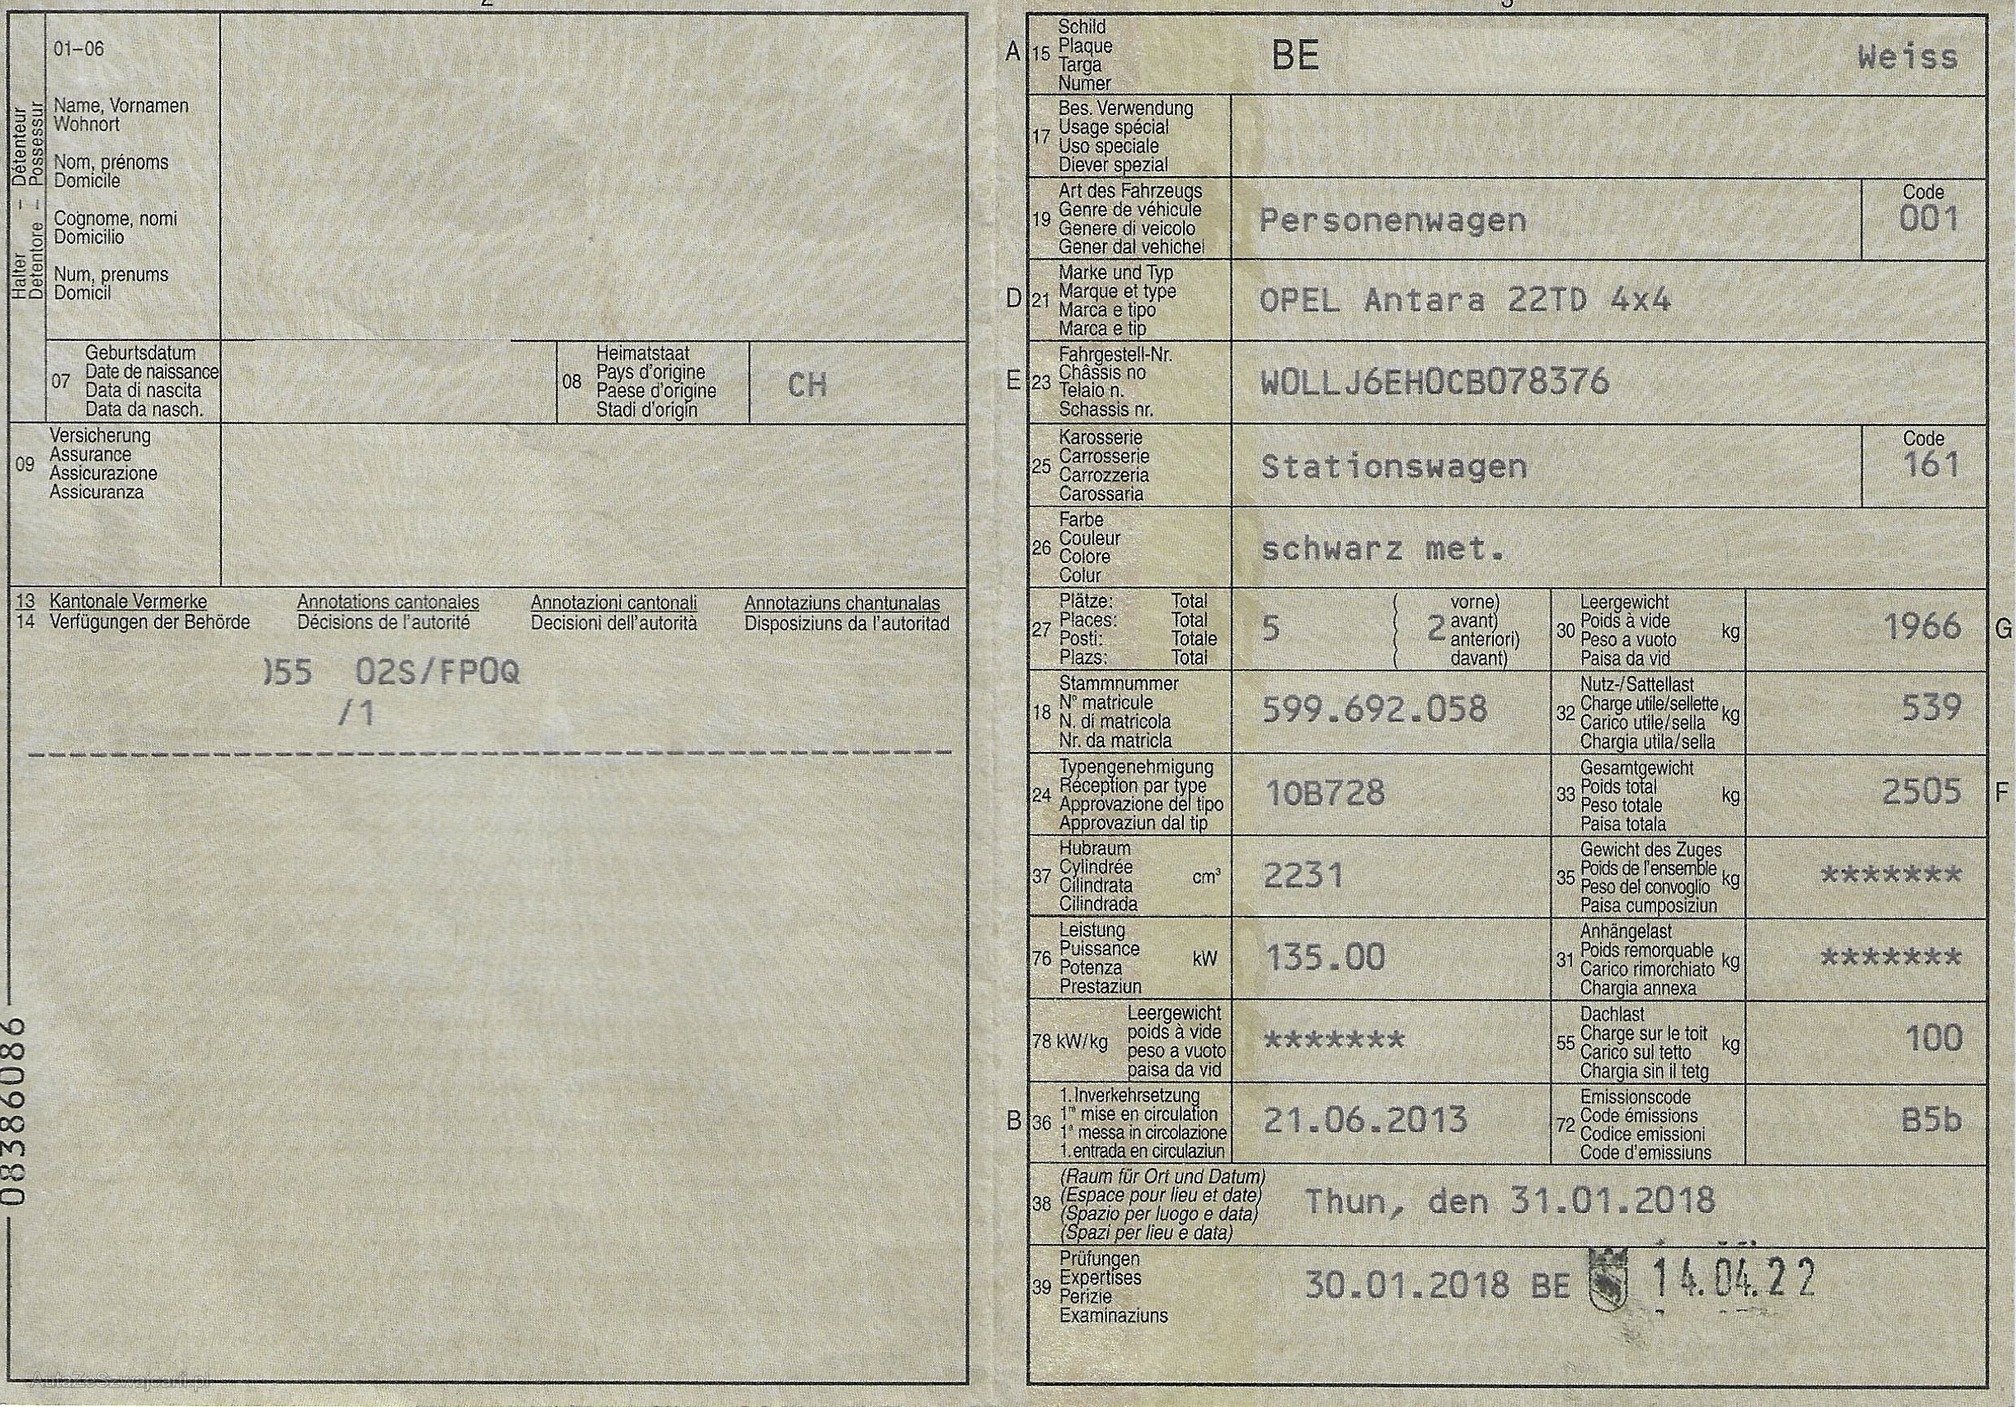 2
01–06
Name, Vornamen
Wohnort
Nom, prénoms
Domicile
Cognome, nomi
Domicilio
Num, prenums
Domicil
Halter – Détenteur
Detentore – Possessur
07
Geburtsdatum
Date de naissance
Data di nascita
Data da nasch.
08
Heimatstaat
Pays d'origine
Paese d'origine
Stadi d'origin
CH
09
Versicherung
Assurance
Assicurazione
Assicuranza
13 Kantonale Vermerke Annotations cantonales Annotazioni cantonali Annotaziuns chantunalas
14 Verfügungen der Behörde Décisions de l'autorité Decisioni dell'autorità Disposiziuns da l'autoritad
)55 02S/FP0Q
/1
08386086
AutaZeSzwajcarii.pl
3
A 15
Schild
Plaque
Targa
Numer
BE Weiss
17
Bes. Verwendung
Usage spécial
Uso speciale
Diever spezial
19
Art des Fahrzeugs
Genre de véhicule
Genere di veicolo
Gener dal vehichel
Personenwagen
Code
001
D 21
Marke und Typ
Marque et type
Marca e tipo
Marca e tip
OPEL Antara 22TD 4x4
E 23
Fahrgestell-Nr.
Châssis no
Telaio n.
Schassis nr.
W0LLJ6EH0CB078376
25
Karosserie
Carrosserie
Carrozzeria
Carossaria
Stationswagen
Code
161
26
Farbe
Couleur
Colore
Colur
schwarz met.
27
Plätze: Total
Places: Total
Posti: Totale
Plazs: Total
5
( vorne)
( 2 avant)
( anteriori)
( davant)
30
Leergewicht
Poids à vide
Peso a vuoto
Paisa da vid
kg
1966
G
18
Stammnummer
N° matricule
N. di matricola
Nr. da matricla
599.692.058
32
Nutz-/Sattellast
Charge utile/sellette
Carico utile/sella
Chargia utila/sella
kg
539
24
Typengenehmigung
Réception par type
Approvazione del tipo
Approvaziun dal tip
10B728
33
Gesamtgewicht
Poids total
Peso totale
Paisa totala
kg
2505
F
37
Hubraum
Cylindrée
Cilindrata
Cilindrada
cm³
2231
35
Gewicht des Zuges
Poids de l'ensemble
Peso del convoglio
Paisa cumposiziun
kg
*******
76
Leistung
Puissance
Potenza
Prestaziun
kW
135.00
31
Anhängelast
Poids remorquable
Carico rimorchiato
Chargia annexa
kg
*******
78 kW/kg
Leergewicht
poids à vide
peso a vuoto
paisa da vid
*******
55
Dachlast
Charge sur le toit
Carico sul tetto
Chargia sin il tetg
kg
100
B 36
1. Inverkehrsetzung
1re mise en circulation
1a messa in circolazione
1. entrada en circulaziun
21.06.2013
72
Emissionscode
Code émissions
Codice emissioni
Code d'emissiuns
B5b
38
(Raum für Ort und Datum)
(Espace pour lieu et date)
(Spazio per luogo e data)
(Spazi per lieu e data)
Thun, den 31.01.2018
39
Prüfungen
Expertises
Perizie
Examinaziuns
30.01.2018 BE 14.04.22